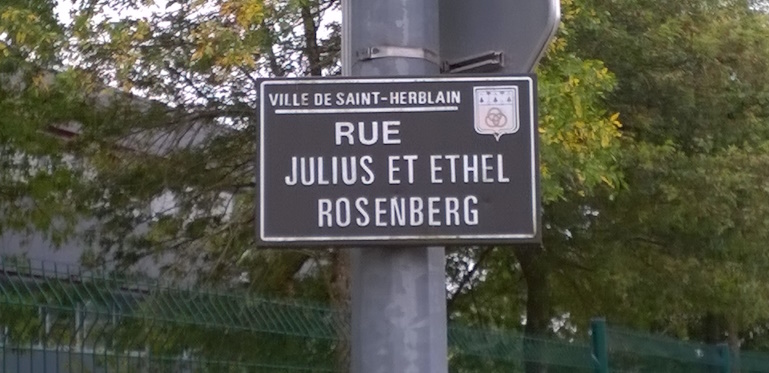 VILLE DE SAINT-HERBLAIN
RUE
JULIUS ET ETHEL
ROSENBERG